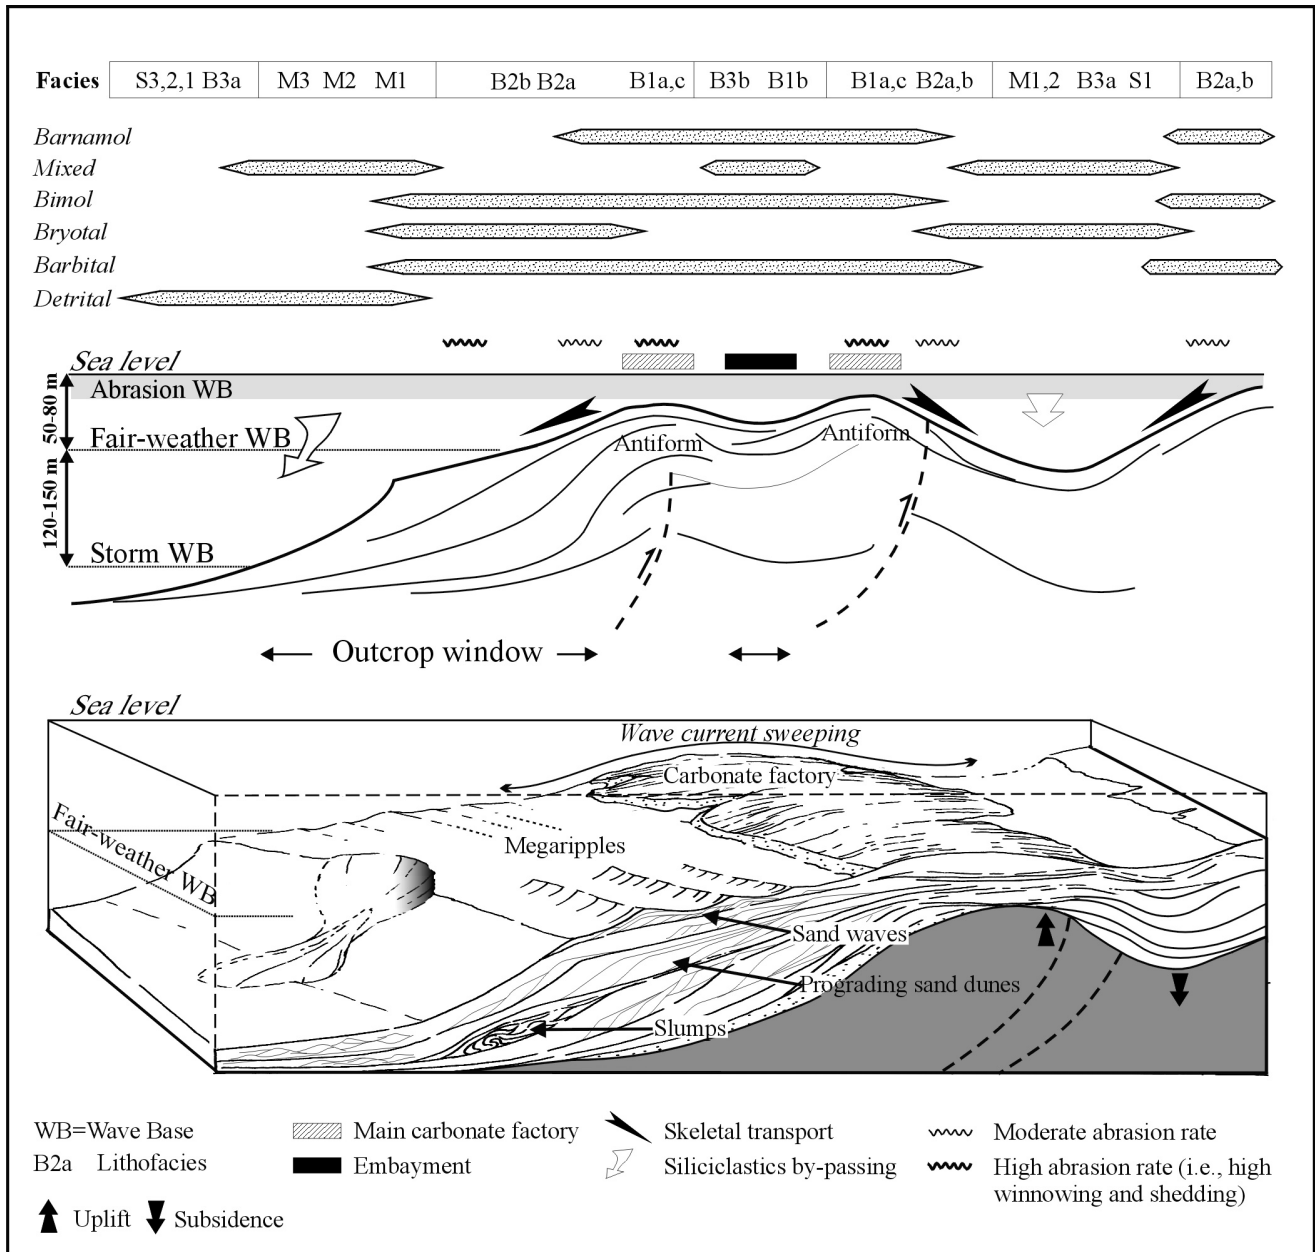 Facies S3,2,1 B3a M3 M2 M1 B2b B2a B1a,c B3b B1b B1a,c B2a,b M1,2 B3a S1 B2a,b
Barnamol
Mixed
Bimol
Bryotal
Barbital
Detrital
Sea level
Abrasion WB
50-80 m
Fair-weather WB
Antiform
Antiform
120-150 m
Storm WB
Outcrop window
Sea level
Wave current sweeping
Carbonate factory
Fair-weather WB
Megaripples
Sand waves
Prograding sand dunes
Slumps
WB=Wave Base
B2a Lithofacies
Uplift
Subsidence
Main carbonate factory
Embayment
Skeletal transport
Siliciclastics by-passing
Moderate abrasion rate
High abrasion rate (i.e., high
winnowing and shedding)